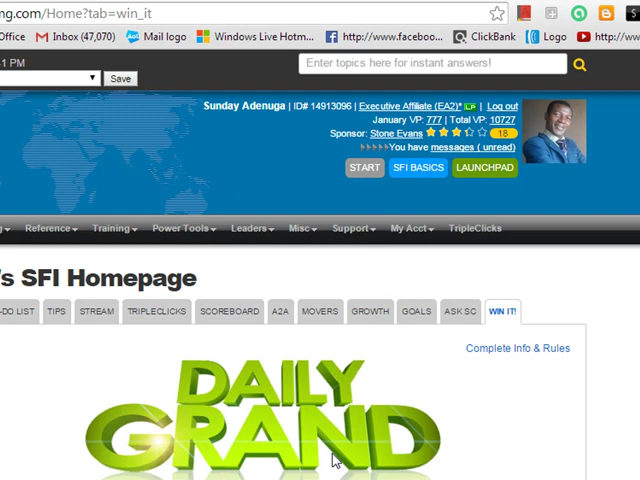 mg.com/Home?tab=win_it
Office Inbox (47,070) Mail logo Windows Live Hotm... http://www.faceboo... ClickBank Logo http://ww
1 PM
Save Enter topics here for instant answers!
Sunday Adenuga | ID# 14913096 | Executive Affiliate (EA2)* LP | Log out
January VP: 777 | Total VP: 10727
Sponsor: Stone Evans 18
You have messages ( unread)
START SFI BASICS LAUNCHPAD
g Reference Training Power Tools Leaders Misc Support My Acct TripleClicks
's SFI Homepage
-DO LIST TIPS STREAM TRIPLECLICKS SCOREBOARD A2A MOVERS GROWTH GOALS ASK SC WIN IT!
Complete Info & Rules
DAILY
GRAND